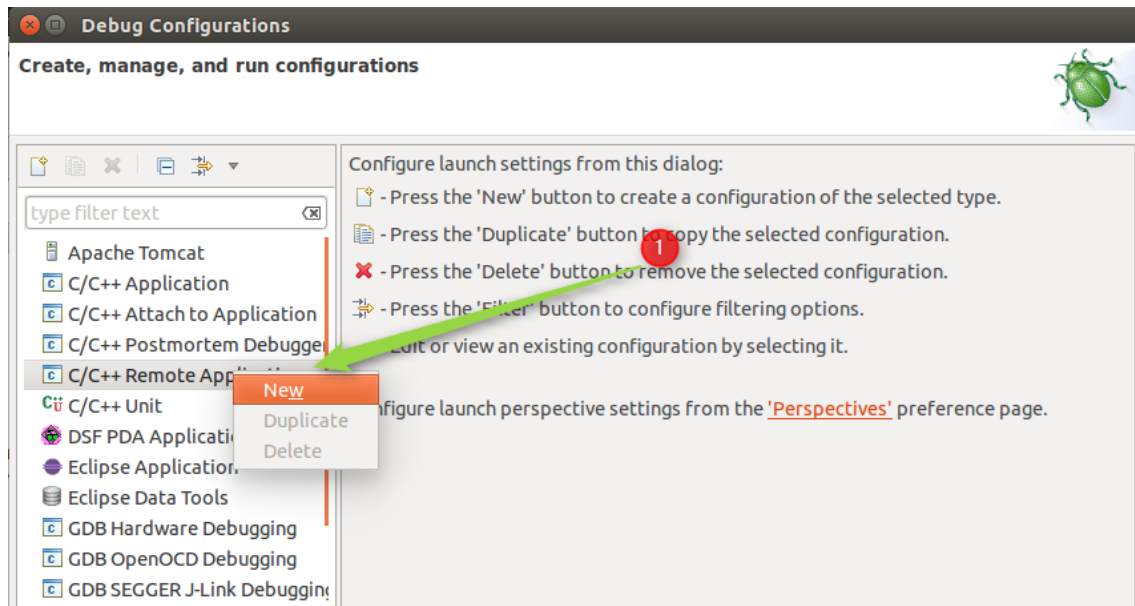 Debug Configurations
Create, manage, and run configurations
type filter text
Apache Tomcat
C/C++ Application
C/C++ Attach to Application
C/C++ Postmortem Debugger
C/C++ Remote App
C/C++ Unit
DSF PDA Applicati
Eclipse Application
Eclipse Data Tools
GDB Hardware Debugging
GDB OpenOCD Debugging
GDB SEGGER J-Link Debugging
New
Duplicate
Delete
Configure launch settings from this dialog:
- Press the 'New' button to create a configuration of the selected type.
- Press the 'Duplicate' button to copy the selected configuration.
1
- Press the 'Delete' button to remove the selected configuration.
- Press the 'Filter' button to configure filtering options.
Edit or view an existing configuration by selecting it.
nfigure launch perspective settings from the 'Perspectives' preference page.